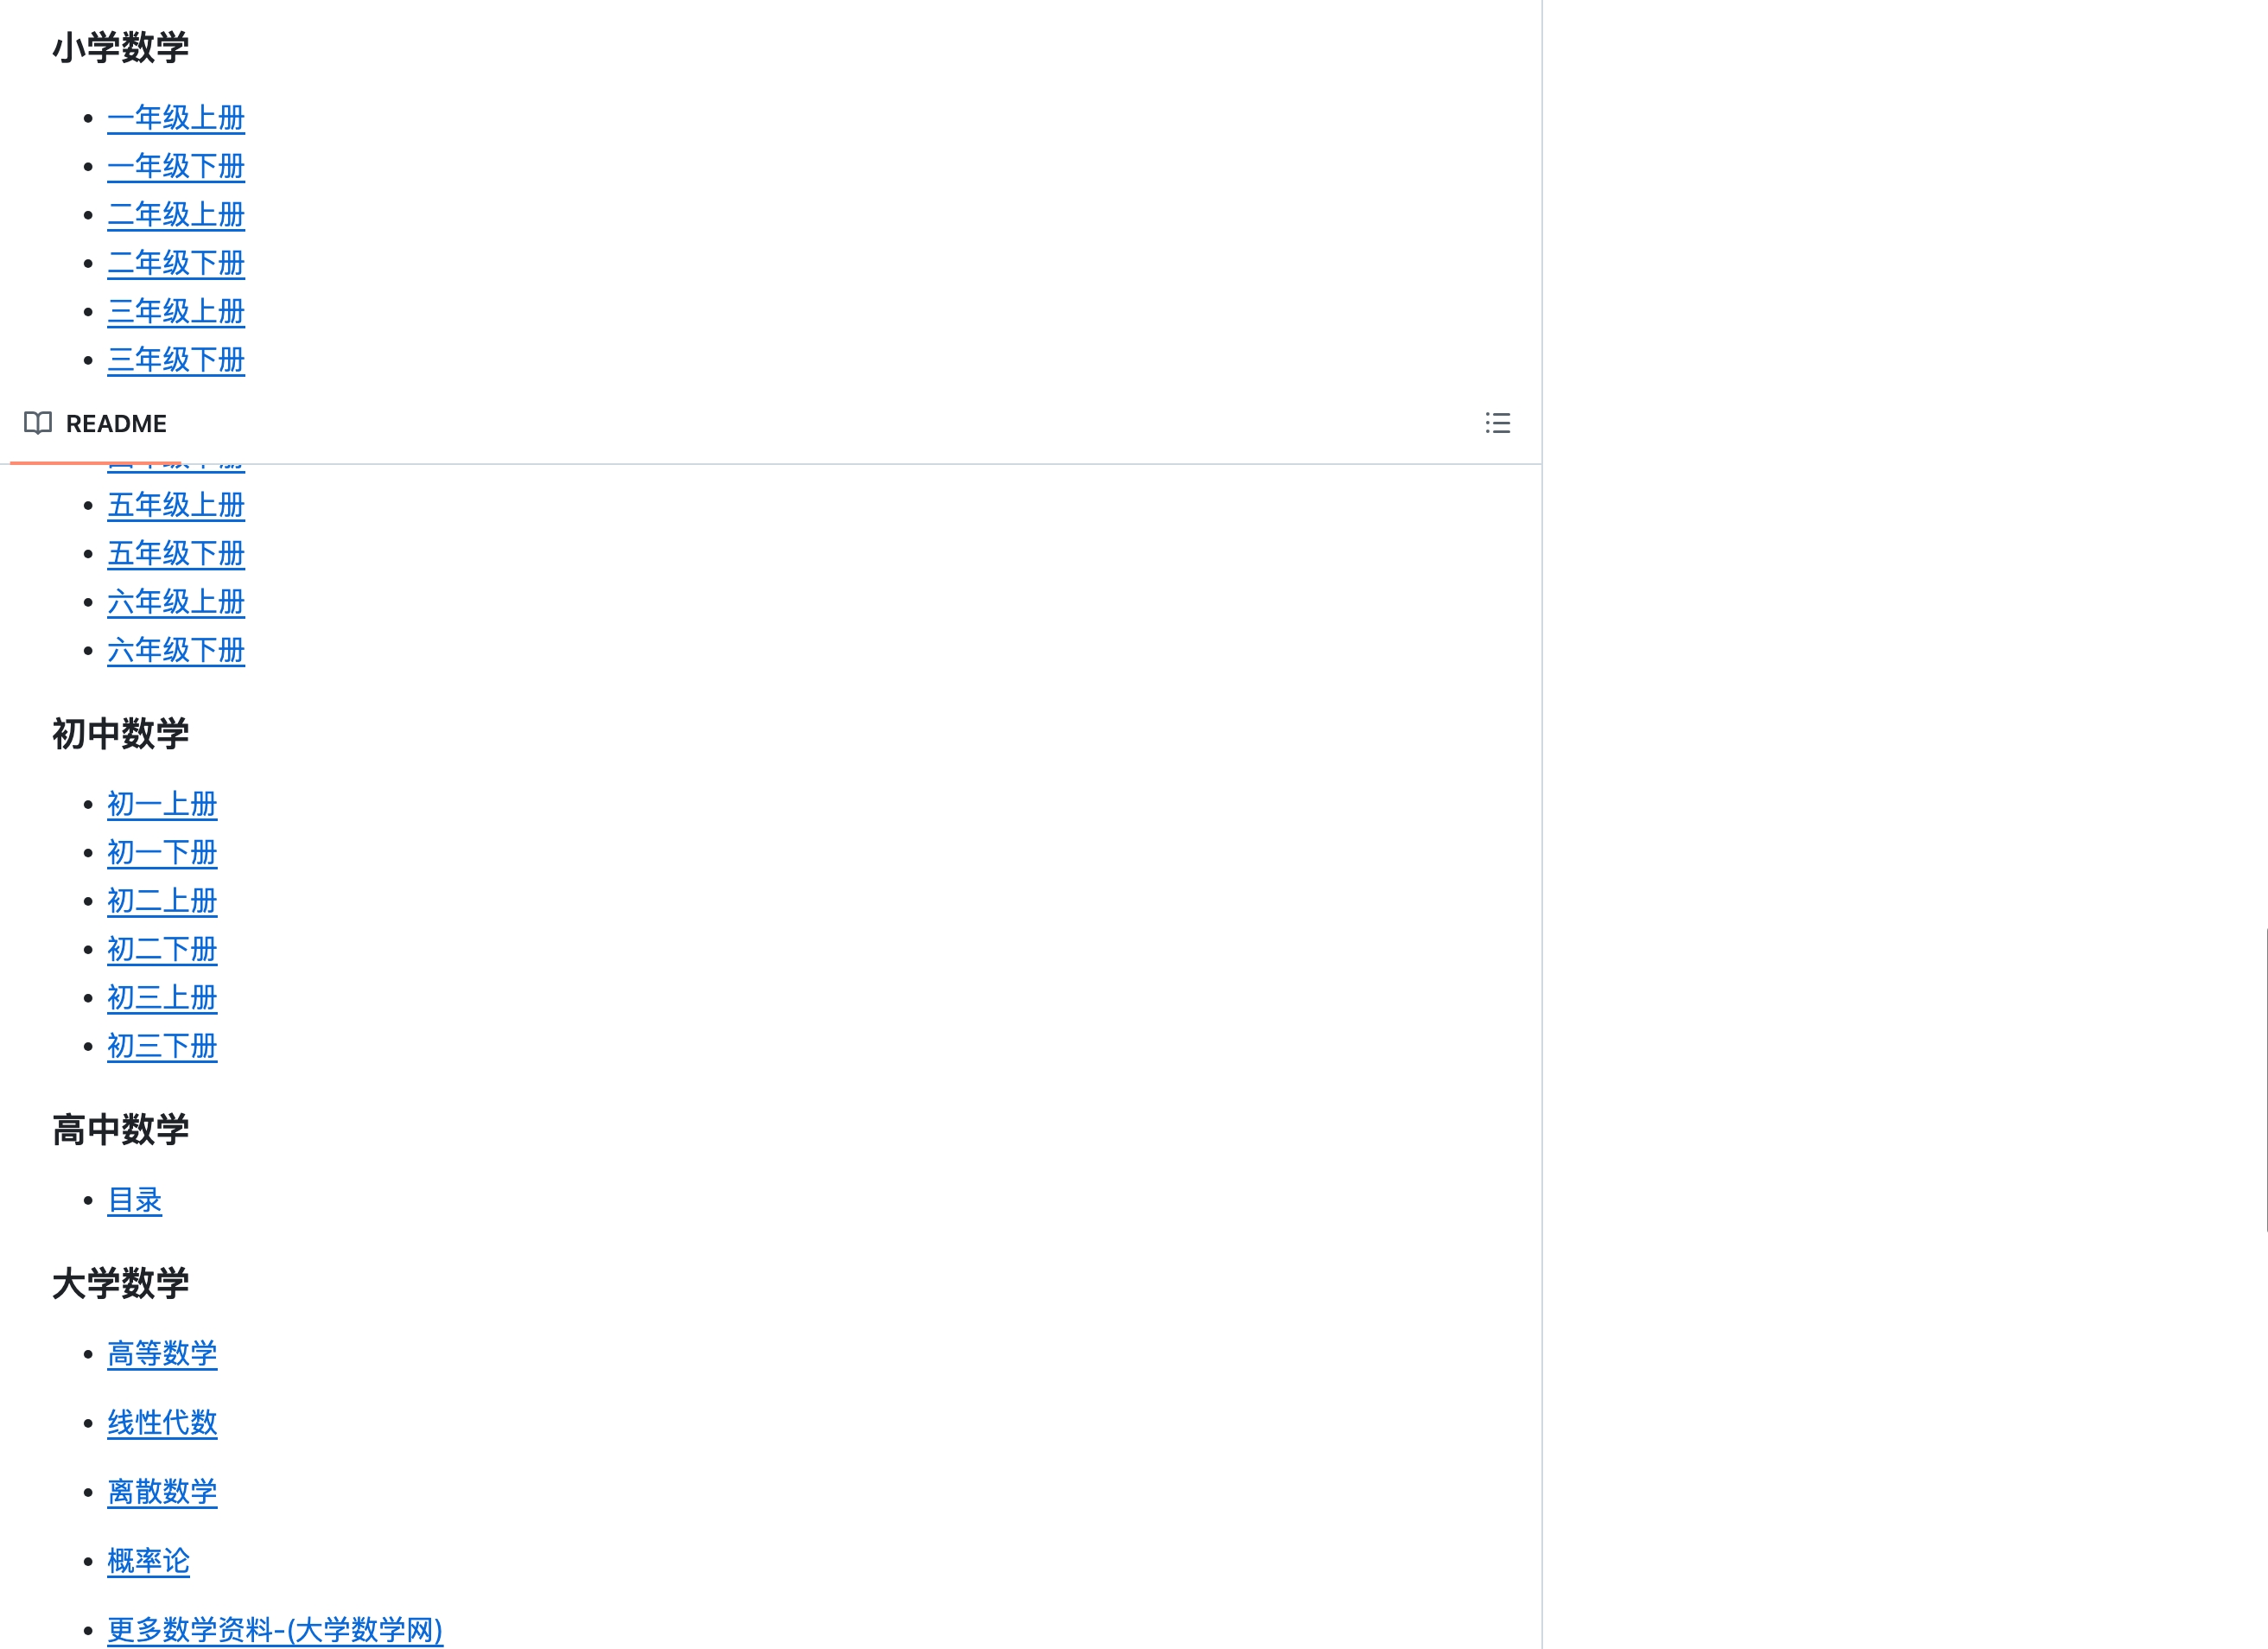 小学数学
一年级上册
一年级下册
二年级上册
二年级下册
三年级上册
三年级下册
README
五年级上册
五年级下册
六年级上册
六年级下册
初中数学
初一上册
初一下册
初二上册
初二下册
初三上册
初三下册
高中数学
目录
大学数学
高等数学
线性代数
离散数学
概率论
更多数学资料-(大学数学网)